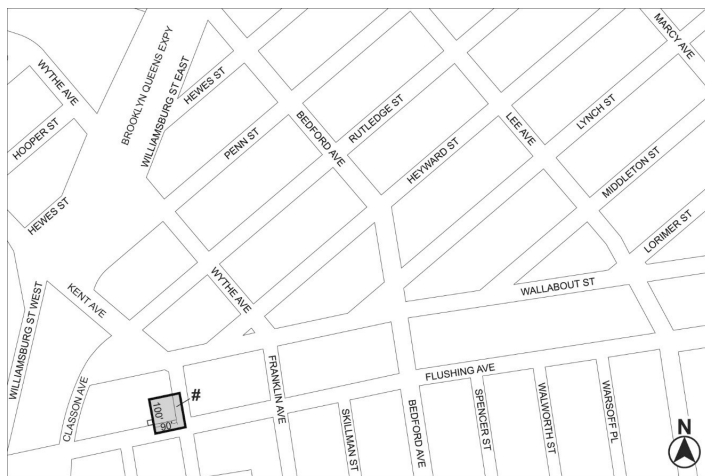 MARCY AVE
WYTHE AVE
BROOKLYN QUEENS EXPY
WILLIAMSBURG ST EAST
HEWES ST
HOOPER ST
PENN ST
BEDFORD AVE
RUTLEDGE ST
LEE AVE
LYNCH ST
HEYWARD ST
MIDDLETON ST
HEWES ST
LORIMER ST
WYTHE AVE
WALLABOUT ST
KENT AVE
WILLIAMSBURG ST WEST
CLASSON AVE
FRANKLIN AVE
FLUSHING AVE
#
100'
90'
SKILLMAN ST
BEDFORD AVE
SPENCER ST
WALWORTH ST
WARSOFF PL
N